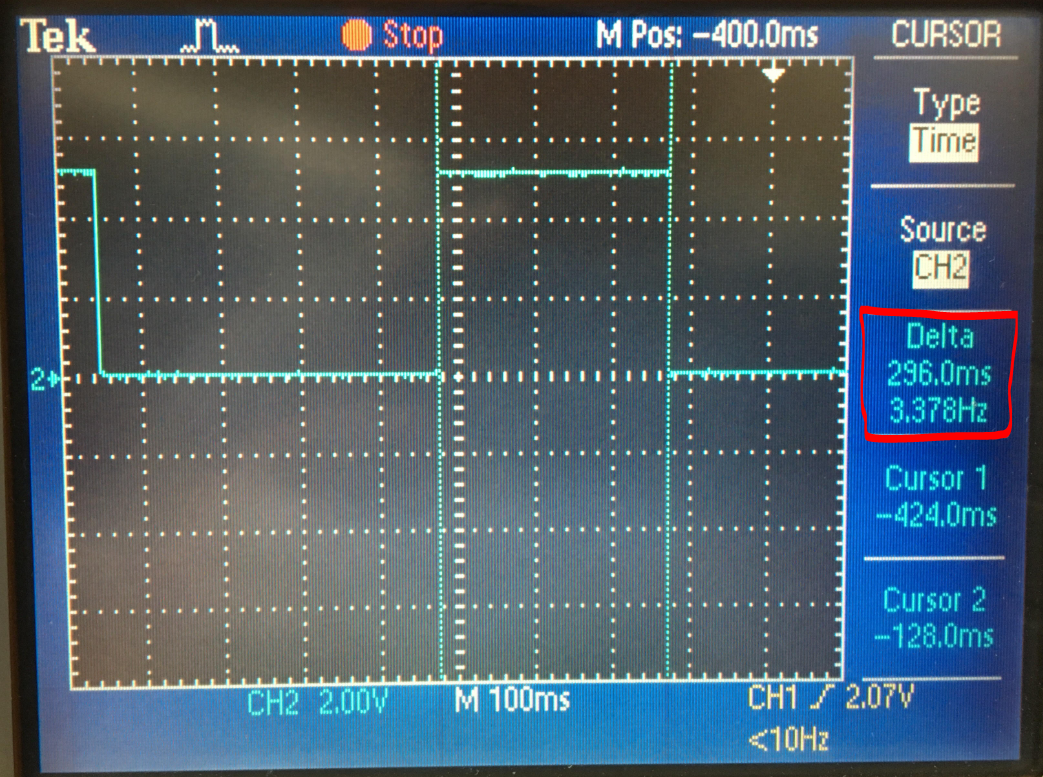 Tek Stop M Pos: -400.0ms CURSOR
Type
Time
Source
CH2
Delta
296.0ms
3.378Hz
2
Cursor 1
-424.0ms
Cursor 2
-128.0ms
CH2 2.00V M 100ms CH1 2.07V
<10Hz